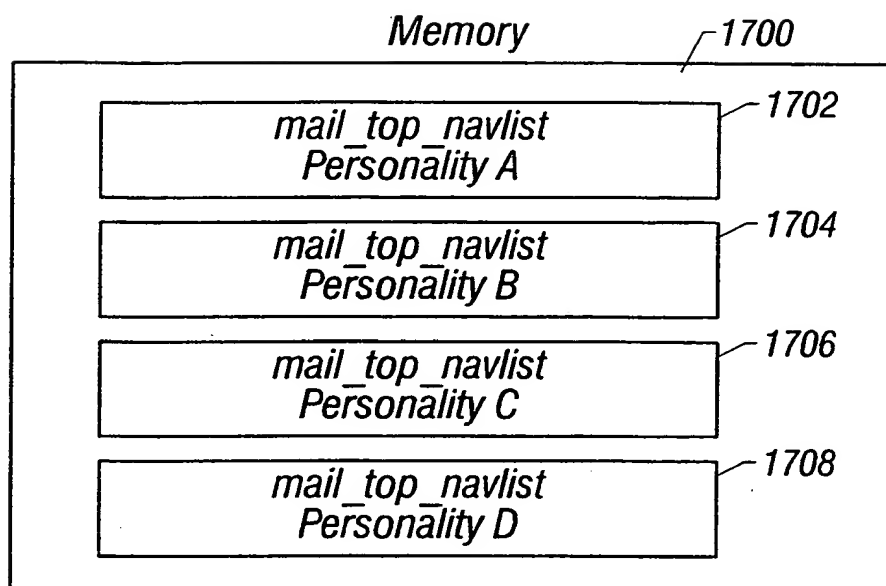 Memory
1700
mail_top_navlist
Personality A
1702
mail_top_navlist
Personality B
1704
mail_top_navlist
Personality C
1706
mail_top_navlist
Personality D
1708